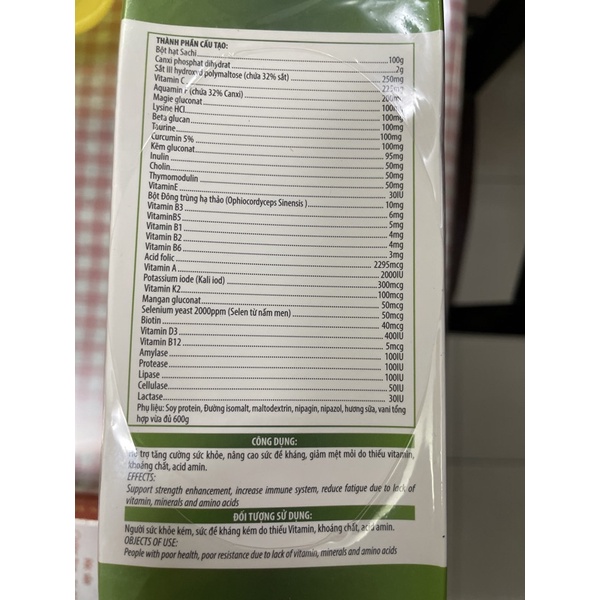 THÀNH PHẦN CẤU TẠO:
Bột hạt Sachi 100g
Canxi phosphat dihydrat 2g
Sắt III hydroxyd polymaltose (chứa 32% sắt) 250mg
Vitamin C 225mg
Aquamin F (chứa 32% Canxi) 200mg
Magie gluconat 100mg
Lysine HCl 100mg
Beta glucan 100mg
Taurine 100mg
Curcumin 5% 100mg
Kẽm gluconat 95mg
Inulin 50mg
Cholin 50mg
Thymomodulin 50mg
VitaminE 30IU
Bột Đông trùng hạ thảo (Ophiocordyceps Sinensis ) 10mg
Vitamin B3 6mg
VitaminB5 5mg
Vitamin B1 4mg
Vitamin B2 4mg
Vitamin B6 3mg
Acid folic 2295mcg
Vitamin A 2000IU
Potassium iode (Kali iod) 300mcg
Vitamin K2 100mcg
Mangan gluconat 50mcg
Selenium yeast 2000ppm (Selen từ nấm men) 50mcg
Biotin 40mcg
Vitamin D3 400IU
Vitamin B12 5mcg
Amylase 100IU
Protease 100IU
Lipase 100IU
Cellulase 50IU
Lactase 30IU
Phụ liệu: Soy protein, Đường isomalt, maltodextrin, nipagin, nipazol, hương sữa, vani tổng
hợp vừa đủ 600g
CÔNG DỤNG:
Hỗ trợ tăng cường sức khỏe, nâng cao sức đề kháng, giảm mệt mỏi do thiếu vitamin,
khoáng chất, acid amin.
EFFECTS:
Support strength enhancement, increase immune system, reduce fatigue due to lack of
vitamin, minerals and amino acids
ĐỐI TƯỢNG SỬ DỤNG:
Người sức khỏe kém, sức đề kháng kém do thiếu Vitamin, khoáng chất, acid amin.
OBJECTS OF USE:
People with poor health, poor resistance due to lack of vitamin, minerals and amino acids